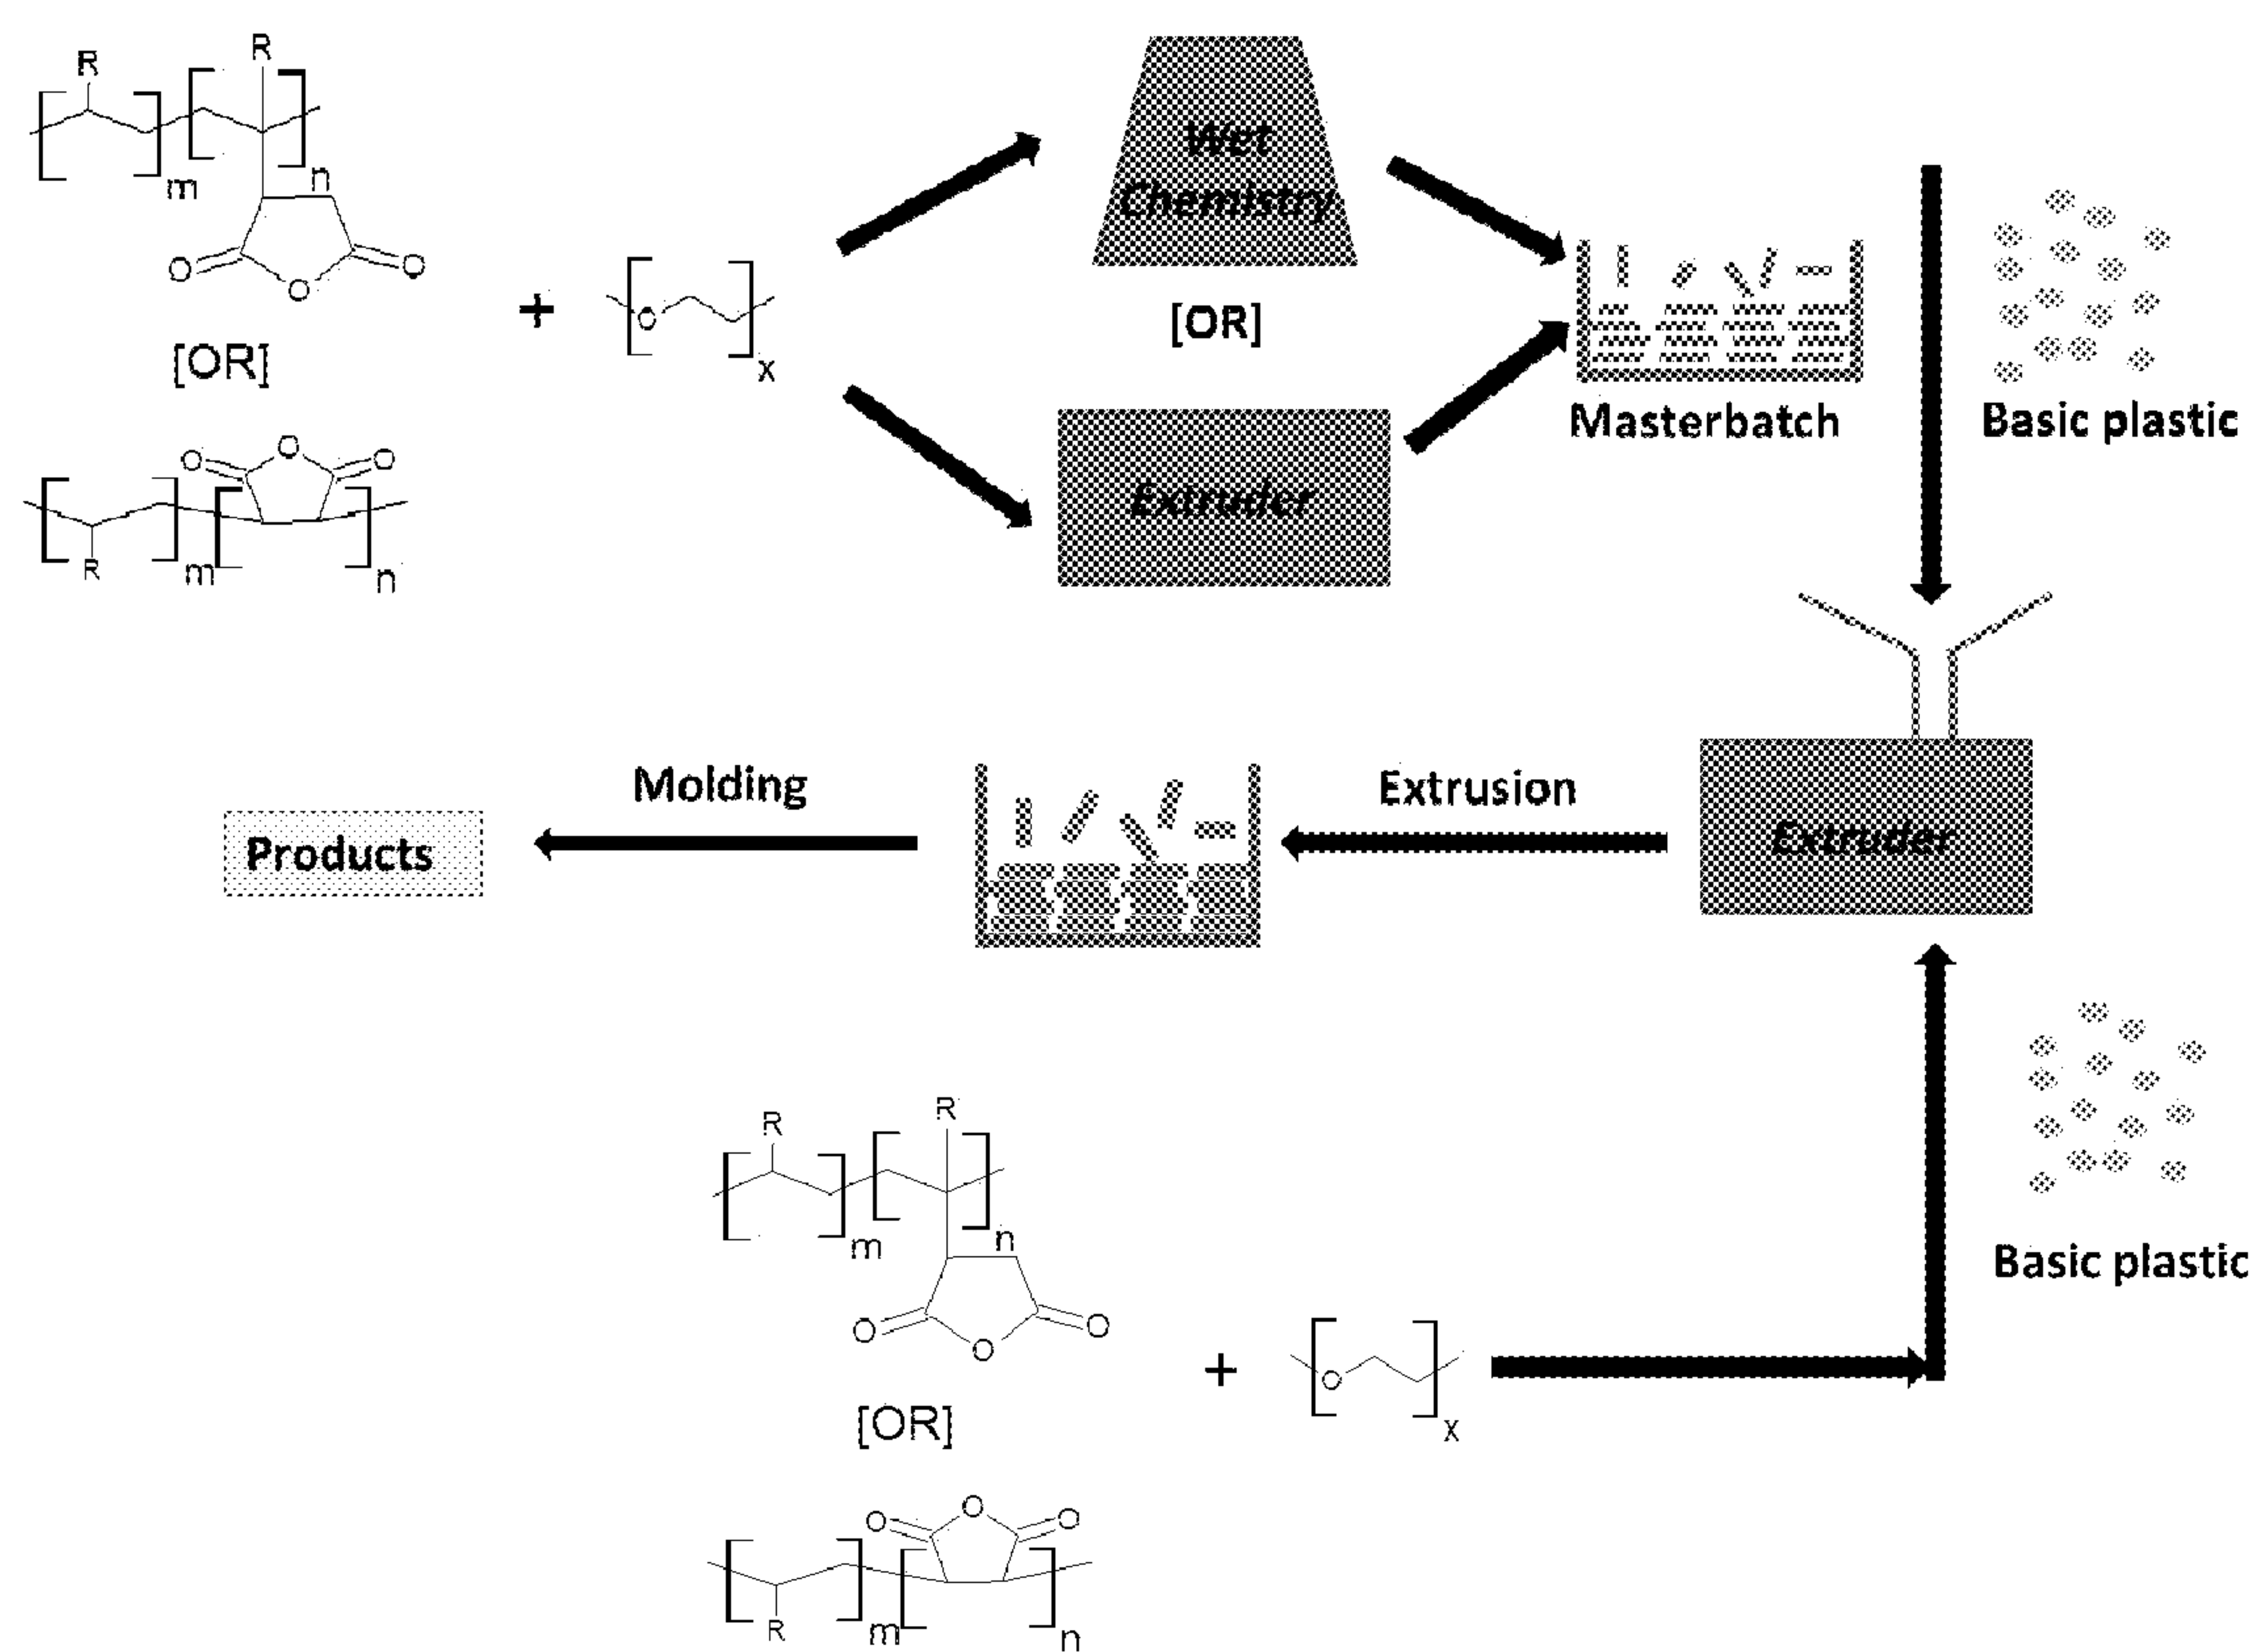 R
R
m
n
O
O
O
[OR]
+
O
x
O
O
O
R
m
n
Wet
Chemistry
[OR]
Extruder
Masterbatch
Basic plastic
Extruder
Extrusion
Molding
Products
Basic plastic
R
R
m
n
O
O
O
[OR]
+
O
x
O
O
O
R
m
n